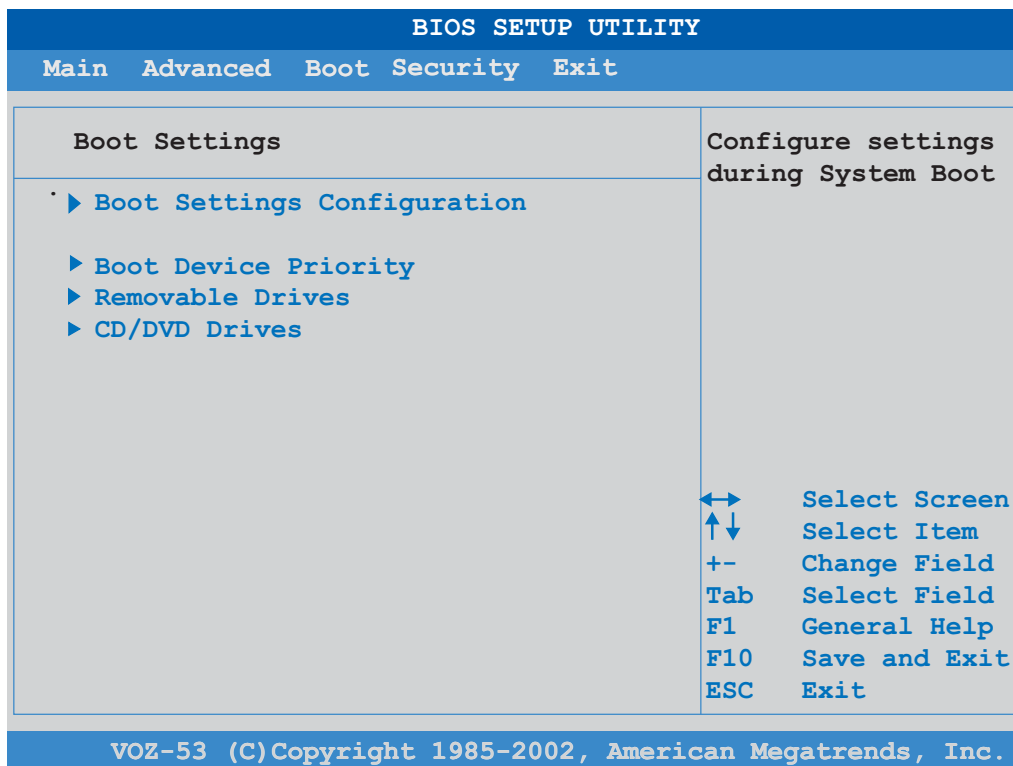 BIOS SETUP UTILITY
Main Advanced Boot Security Exit
Boot Settings
Configure settings
during System Boot
Boot Settings Configuration
Boot Device Priority
Removable Drives
CD/DVD Drives
Select Screen
Select Item
+- Change Field
Tab Select Field
F1 General Help
F10 Save and Exit
ESC Exit
VOZ-53 (C)Copyright 1985-2002, American Megatrends, Inc.